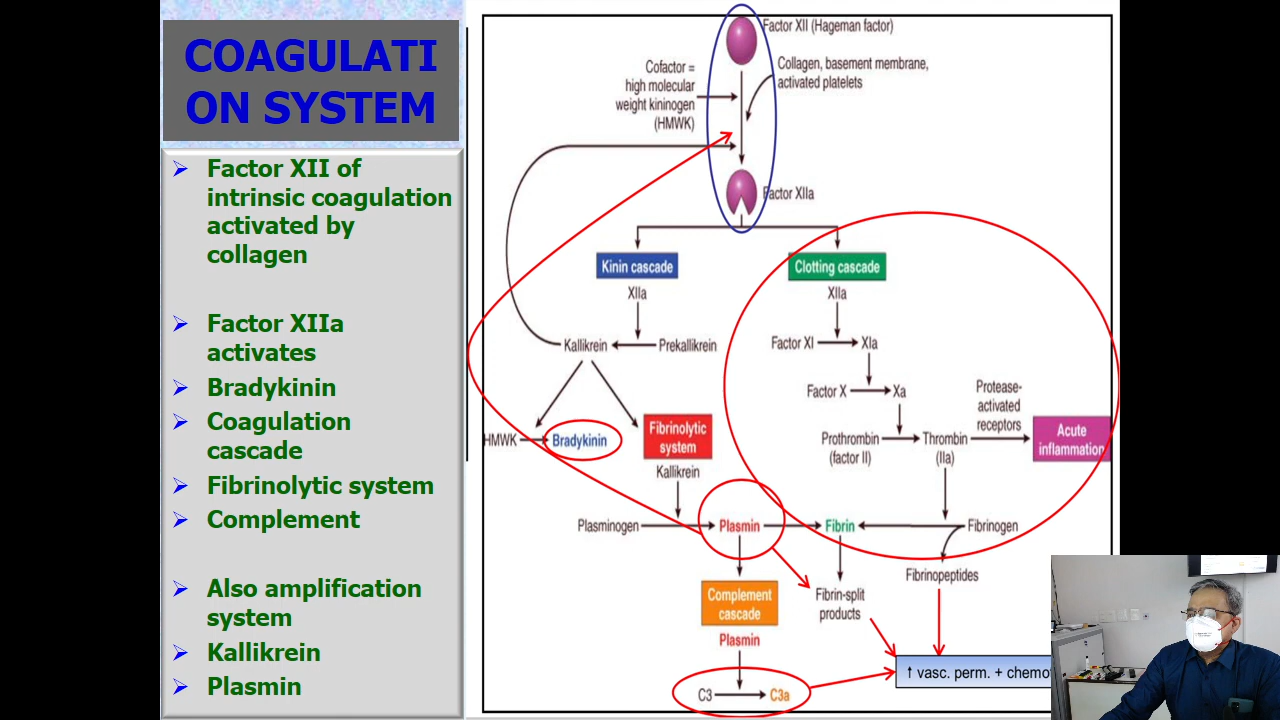 COAGULATI
ON SYSTEM
Factor XII of
intrinsic coagulation
activated by
collagen
Factor XIIa
activates
Bradykinin
Coagulation
cascade
Fibrinolytic system
Complement
Also amplification
system
Kallikrein
Plasmin
Factor XII (Hageman factor)
Cofactor =
high molecular
weight kininogen
(HMWK)
Collagen, basement membrane,
activated platelets
Factor XIIa
Kinin cascade
Clotting cascade
XIIa
XIIa
Kallikrein
Prekallikrein
Factor XI
XIa
Factor X
Xa
Protease-
activated
receptors
HMWK
Bradykinin
Fibrinolytic
system
Kallikrein
Prothrombin
(factor II)
Thrombin
(IIa)
Acute
inflammation
Plasminogen
Plasmin
Fibrin
Fibrinogen
Fibrinopeptides
Complement
cascade
Plasmin
Fibrin-split
products
C3
C3a
↑ vasc. perm. + chemo